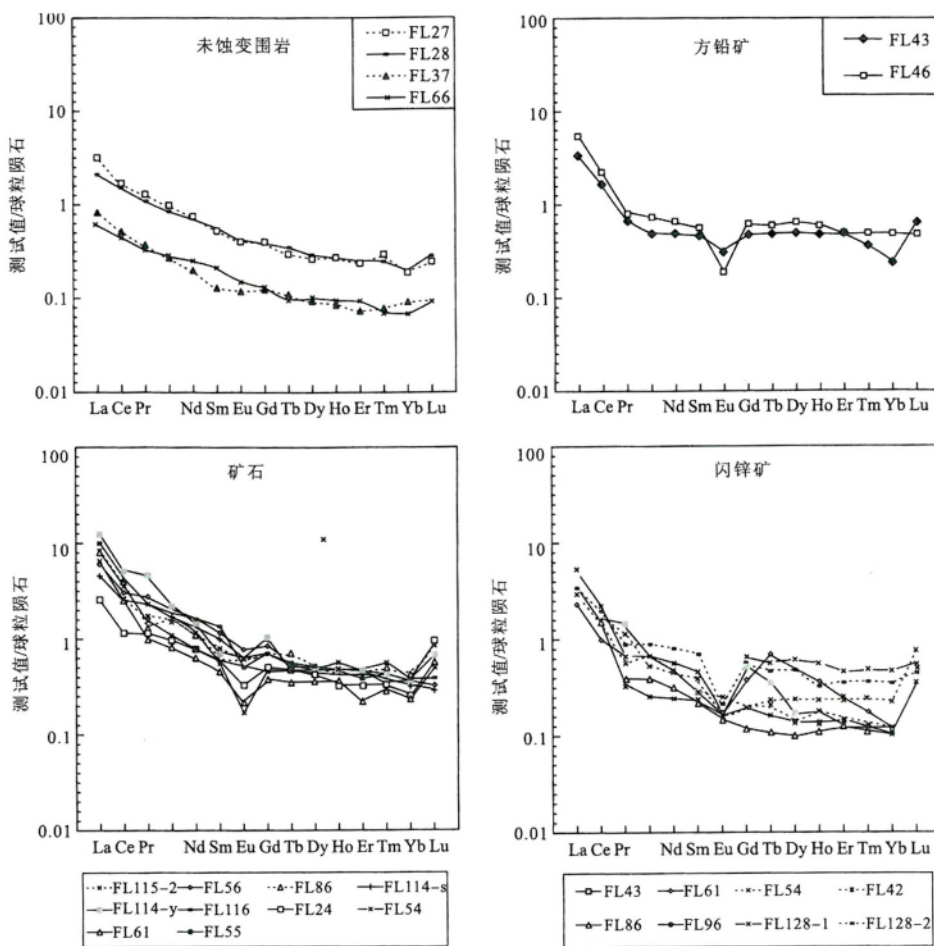 未蚀变围岩
FL27
FL28
FL37
FL66
测试值/球粒陨石
100
10
1
0.1
0.01
La Ce Pr Nd Sm Eu Gd Tb Dy Ho Er Tm Yb Lu
方铅矿
FL43
FL46
测试值/球粒陨石
100
10
1
0.1
0.01
La Ce Pr Nd Sm Eu Gd Tb Dy Ho Er Tm Yb Lu
矿石
测试值/球粒陨石
100
10
1
0.1
0.01
La Ce Pr Nd Sm Eu Gd Tb Dy Ho Er Tm Yb Lu
FL115-2 FL56 FL86 FL114-s
FL114-y FL116 FL24 FL54
FL61 FL55
闪锌矿
测试值/球粒陨石
100
10
1
0.1
0.01
La Ce Pr Nd Sm Eu Gd Tb Dy Ho Er Tm Yb Lu
FL43 FL61 FL54 FL42
FL86 FL96 FL128-1 FL128-2